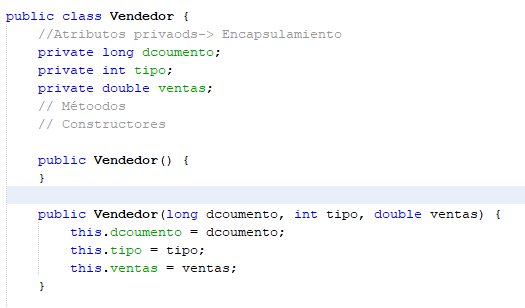 public class Vendedor {
//Atributos privaods-> Encapsulamiento
private long dcoumento;
private int tipo;
private double ventas;
// Métoodos
// Constructores
public Vendedor() {
}
public Vendedor(long dcoumento, int tipo, double ventas) {
this.dcoumento = dcoumento;
this.tipo = tipo;
this.ventas = ventas;
}